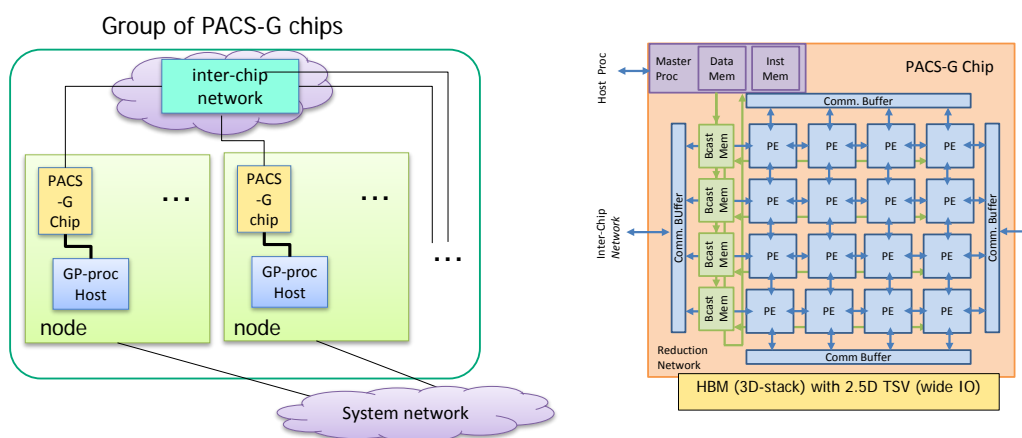 Group of PACS-G chips
inter-chip
network
PACS
-G
Chip
GP-proc
Host
node
...
PACS
-G
chip
GP-proc
Host
node
...
...
System network
Host Proc
Inter-Chip
Network
Master
Proc
Data
Mem
Inst
Mem
PACS-G Chip
Comm. Buffer
Comm. BUffer
Bcast
Mem
PE
PE
PE
PE
Bcast
Mem
PE
PE
PE
PE
Bcast
Mem
PE
PE
PE
PE
Bcast
Mem
PE
PE
PE
PE
Comm. Buffer
Comm Buffer
Reduction
Network
HBM (3D-stack) with 2.5D TSV (wide IO)